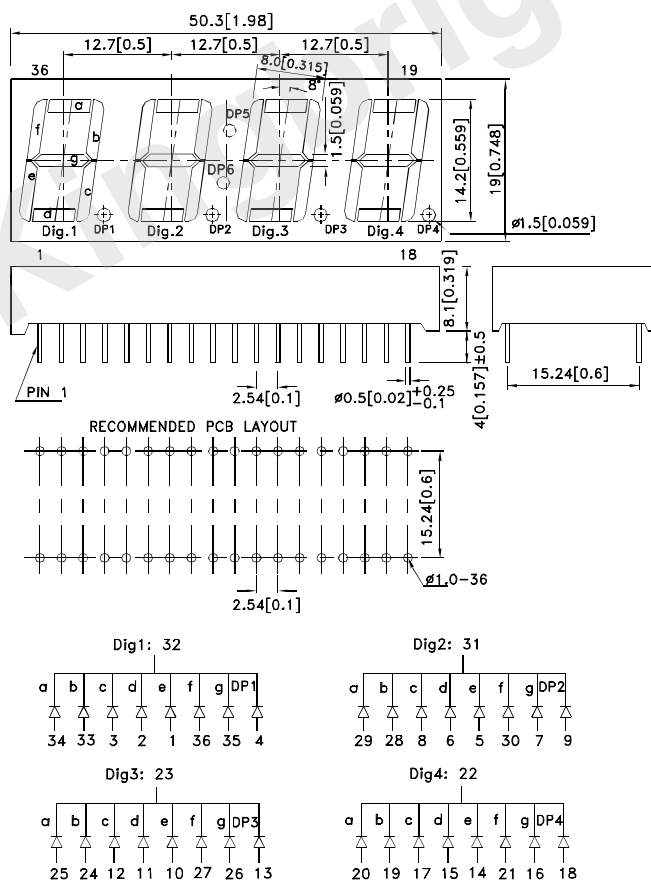 50.3[1.98]
12.7[0.5] 12.7[0.5] 12.7[0.5]
8.0[0.315]
36 19
8°
a
f b
g
e c
d
DP5
DP6
1.5[0.059]
14.2[0.559]
19[0.748]
Dig.1 DP1 Dig.2 DP2 Dig.3 DP3 Dig.4 DP4
ø1.5[0.059]
1 18
8.1[0.319]
4[0.157]±0.5
PIN 1
2.54[0.1]
ø0.5[0.02]+0.25 -0.1
15.24[0.6]
RECOMMENDED PCB LAYOUT
15.24[0.6]
ø1.0-36
2.54[0.1]
Dig1: 32
a b c d e f g DP1
34 33 3 2 1 36 35 4
Dig2: 31
a b c d e f g DP2
29 28 8 6 5 30 7 9
Dig3: 23
a b c d e f g DP3
25 24 12 11 10 27 26 13
Dig4: 22
a b c d e f g DP4
20 19 17 15 14 21 16 18
Kingbrig